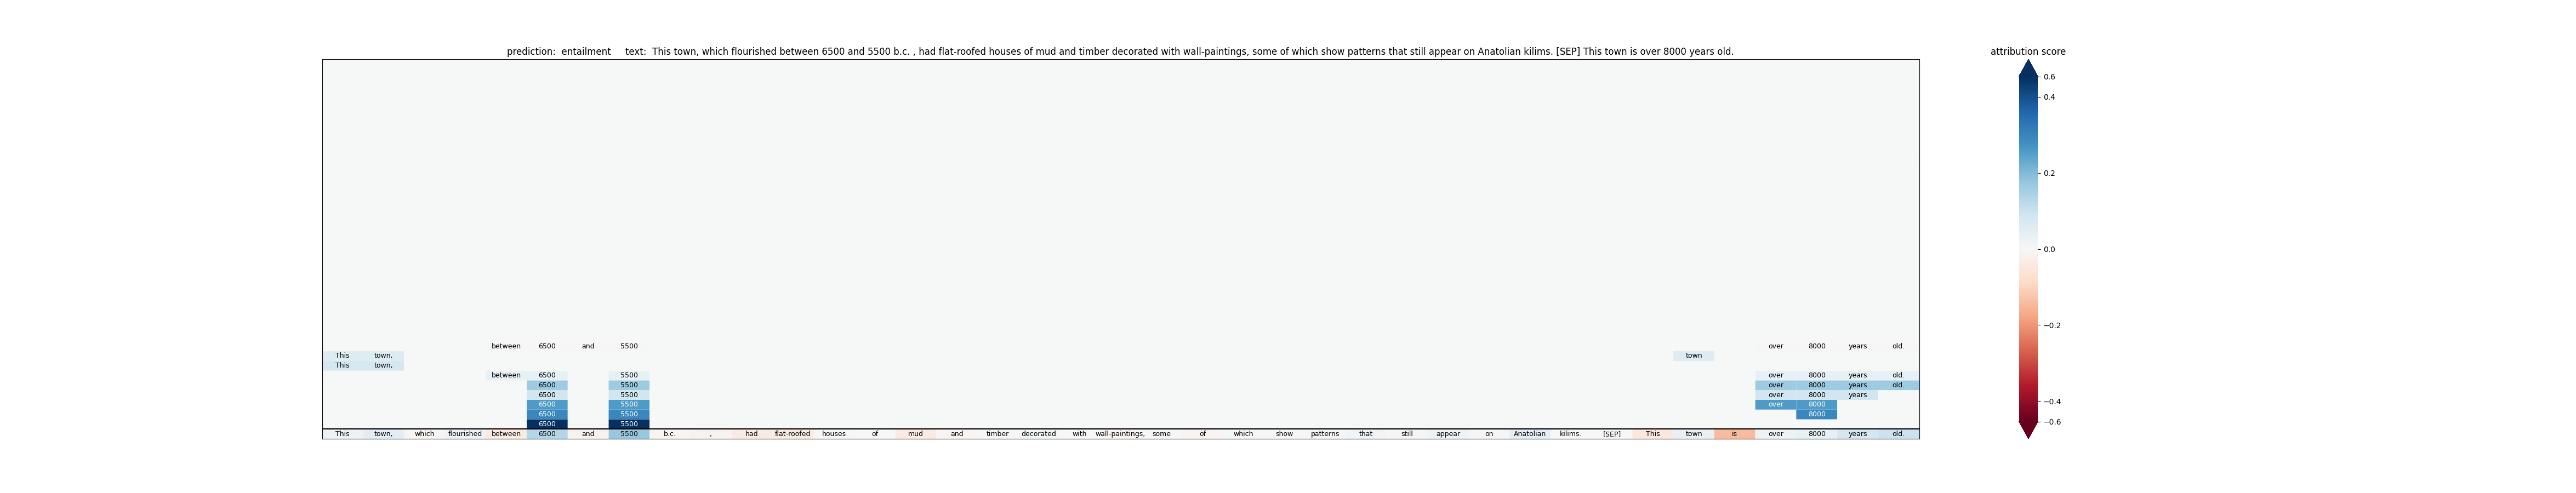 prediction: entailment text: This town, which flourished between 6500 and 5500 b.c. , had flat-roofed houses of mud and timber decorated with wall-paintings, some of which show patterns that still appear on Anatolian kilims. [SEP] This town is over 8000 years old.
attribution score
0.6
0.4
0.2
0.0
−0.2
−0.4
−0.6
between 6500 and 5500 over 8000 years old.
This town, town
This town,
between 6500 5500 over 8000 years old.
6500 5500 over 8000 years old.
6500 5500 over 8000 years
6500 5500 over 8000
6500 5500 8000
6500 5500
This town, which flourished between 6500 and 5500 b.c. , had flat-roofed houses of mud and timber decorated with wall-paintings, some of which show patterns that still appear on Anatolian kilims. [SEP] This town is over 8000 years old.